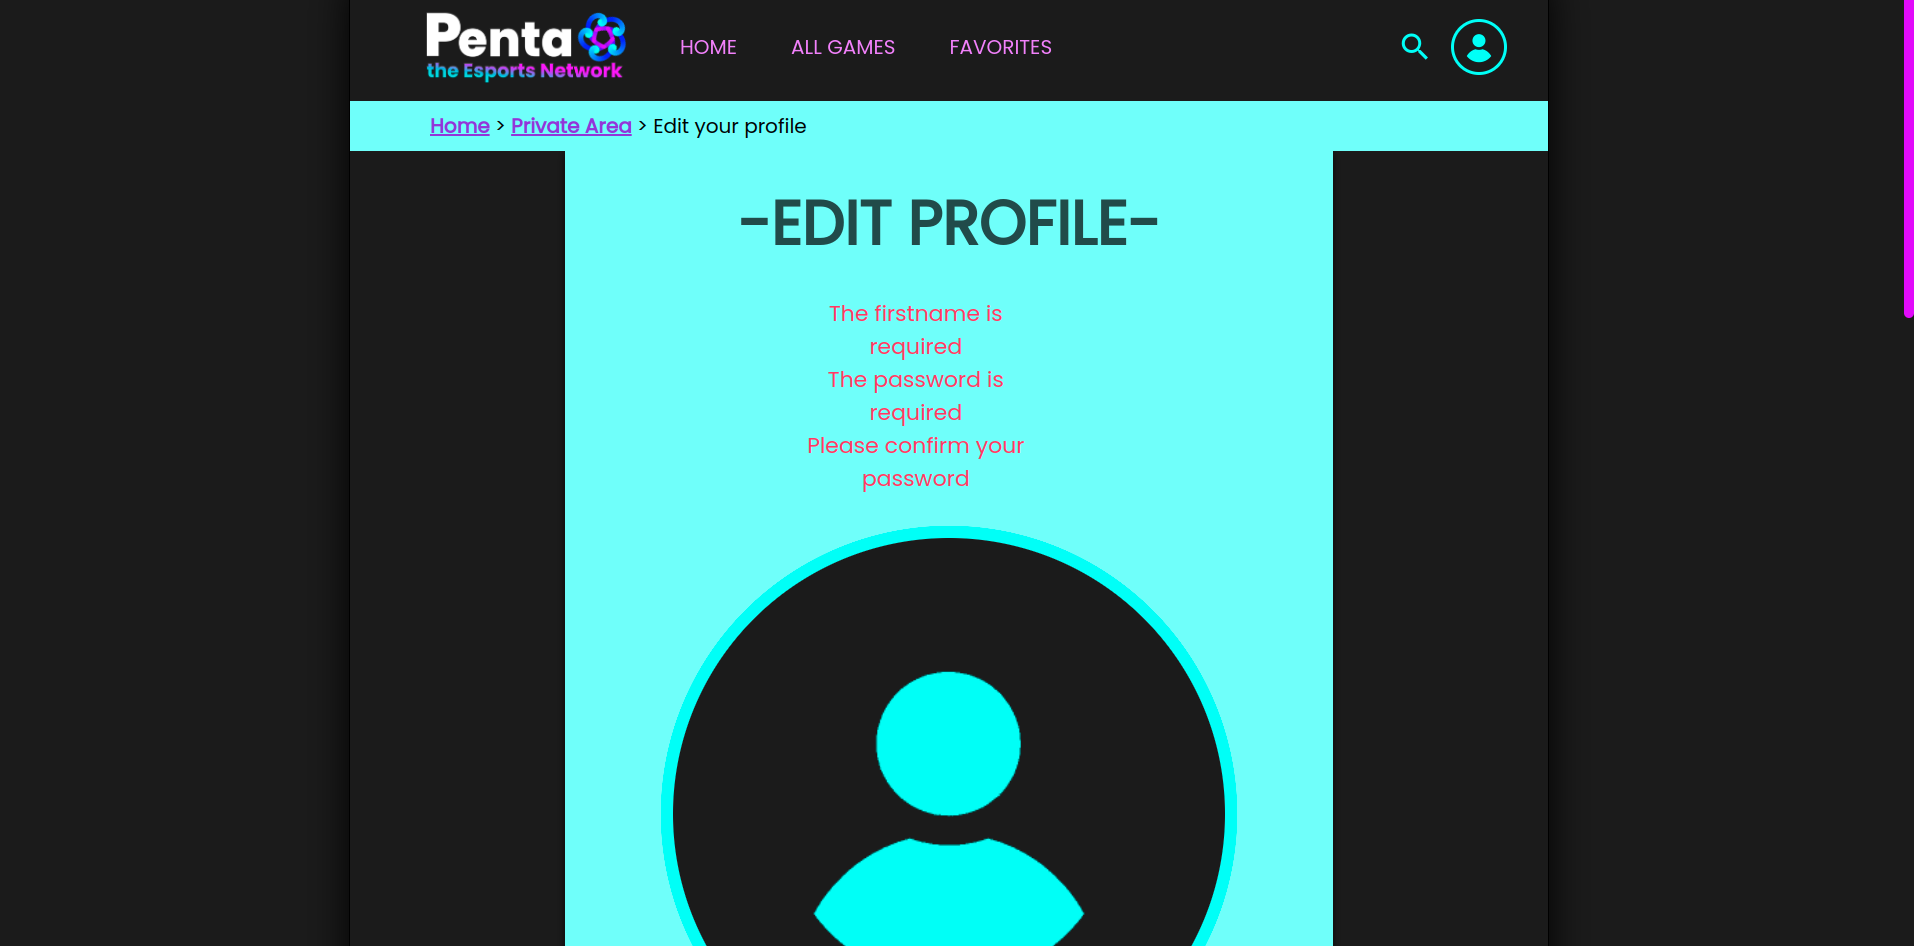 Penta
the Esports Network
HOME ALL GAMES FAVORITES
Home > Private Area > Edit your profile
-EDIT PROFILE-
The firstname is
required
The password is
required
Please confirm your
password